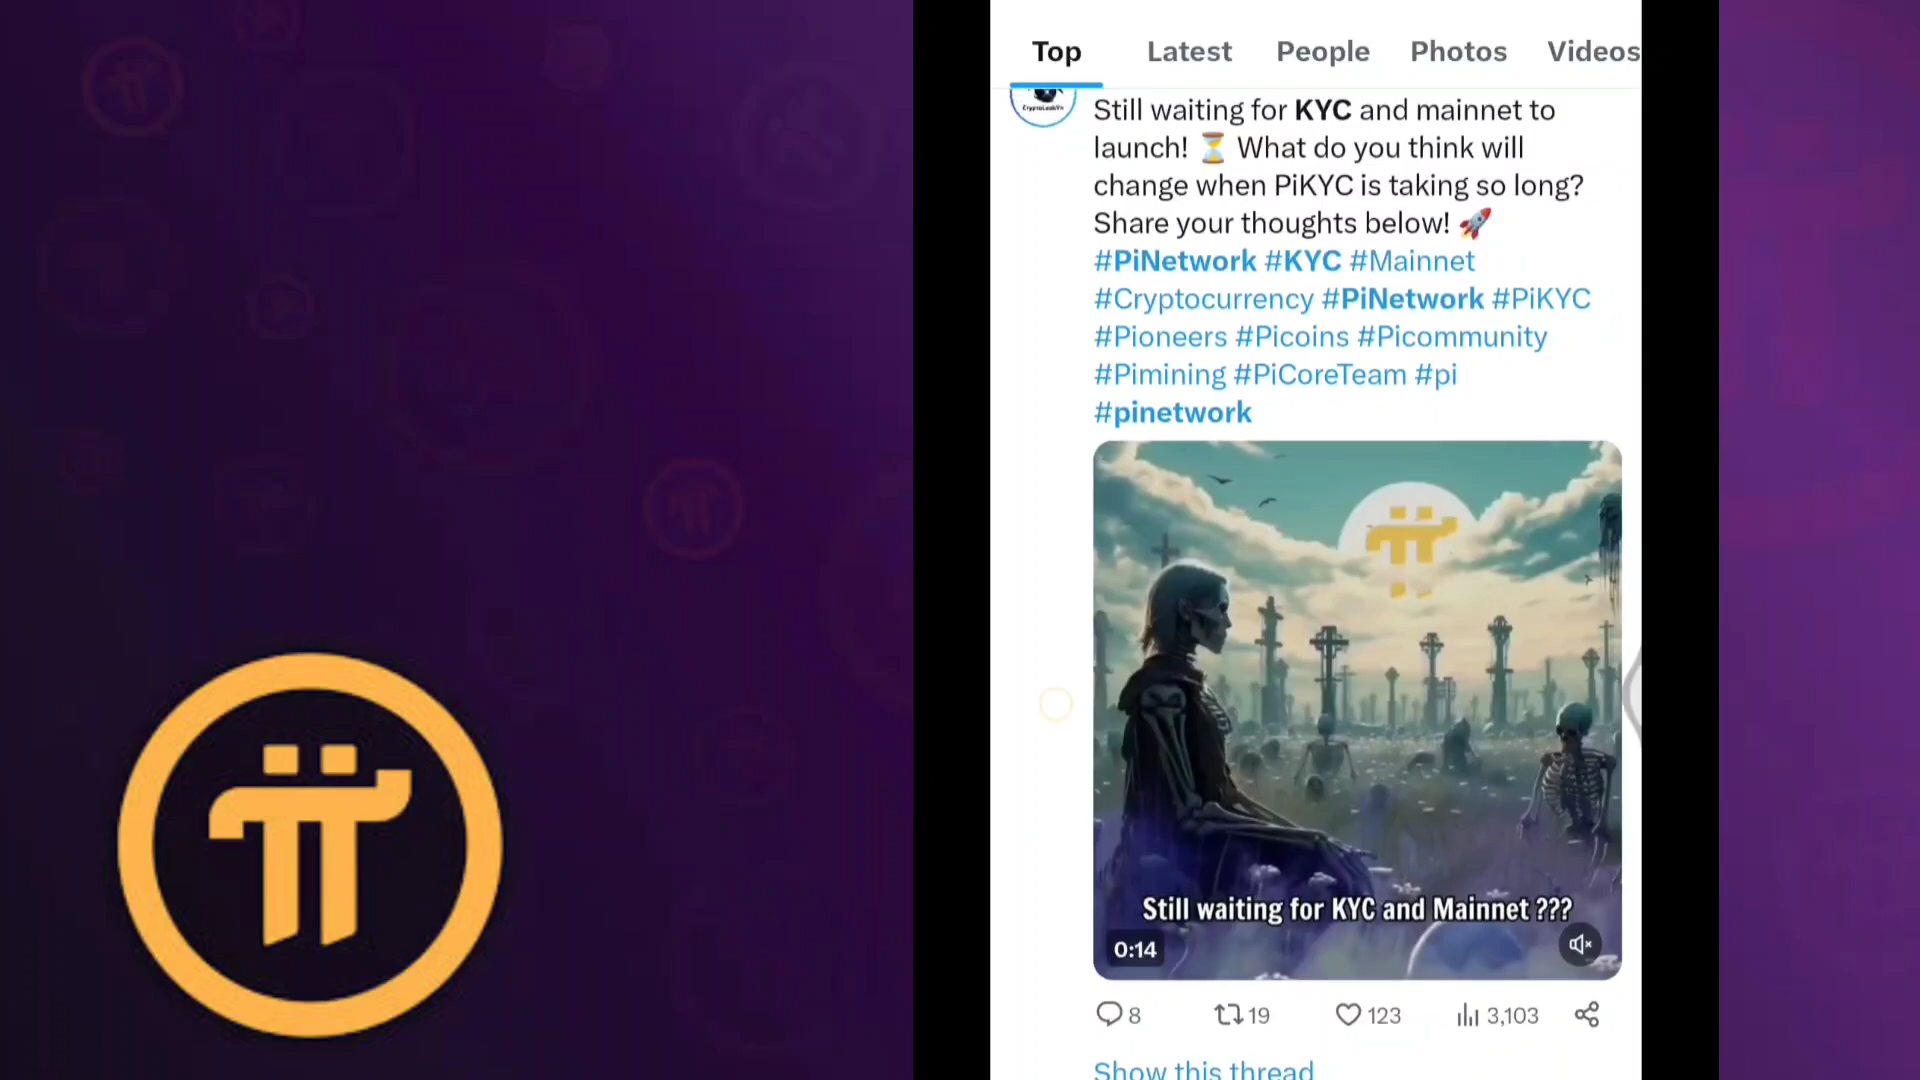 Top Latest People Photos Videos
CryptoLeakVn
Still waiting for KYC and mainnet to
launch! ⏳ What do you think will
change when PiKYC is taking so long?
Share your thoughts below! 🚀
#PiNetwork #KYC #Mainnet
#Cryptocurrency #PiNetwork #PiKYC
#Pioneers #Picoins #Picommunity
#Pimining #PiCoreTeam #pi
#pinetwork
Still waiting for KYC and Mainnet ???
0:14
8 19 123 3,103
Show this thread